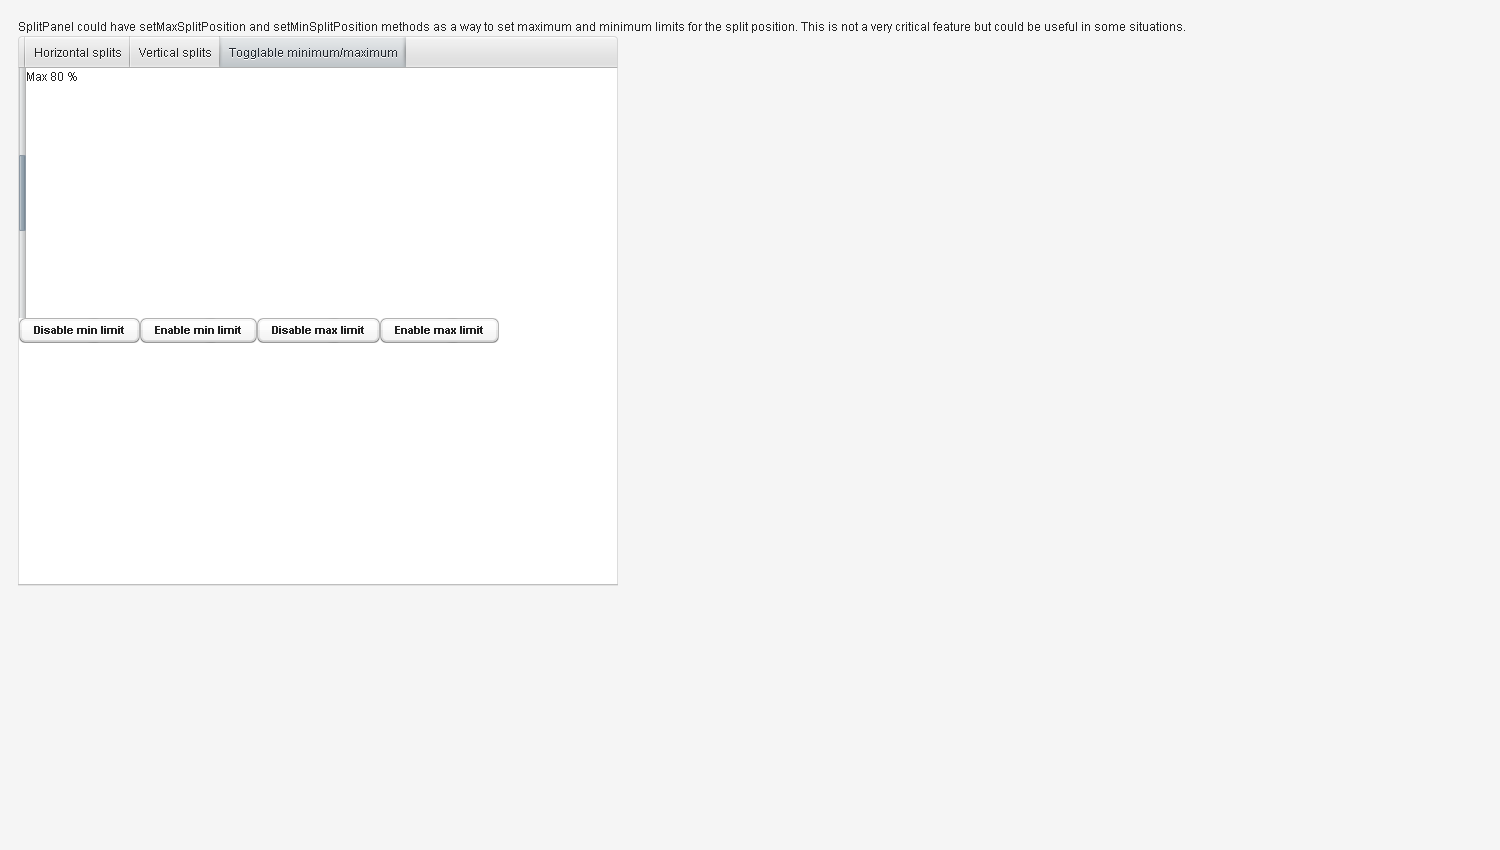 SplitPanel could have setMaxSplitPosition and setMinSplitPosition methods as a way to set maximum and minimum limits for the split position. This is not a very critical feature but could be useful in some situations.
Horizontal splits Vertical splits Togglable minimum/maximum
Max 80 %
Disable min limit Enable min limit Disable max limit Enable max limit